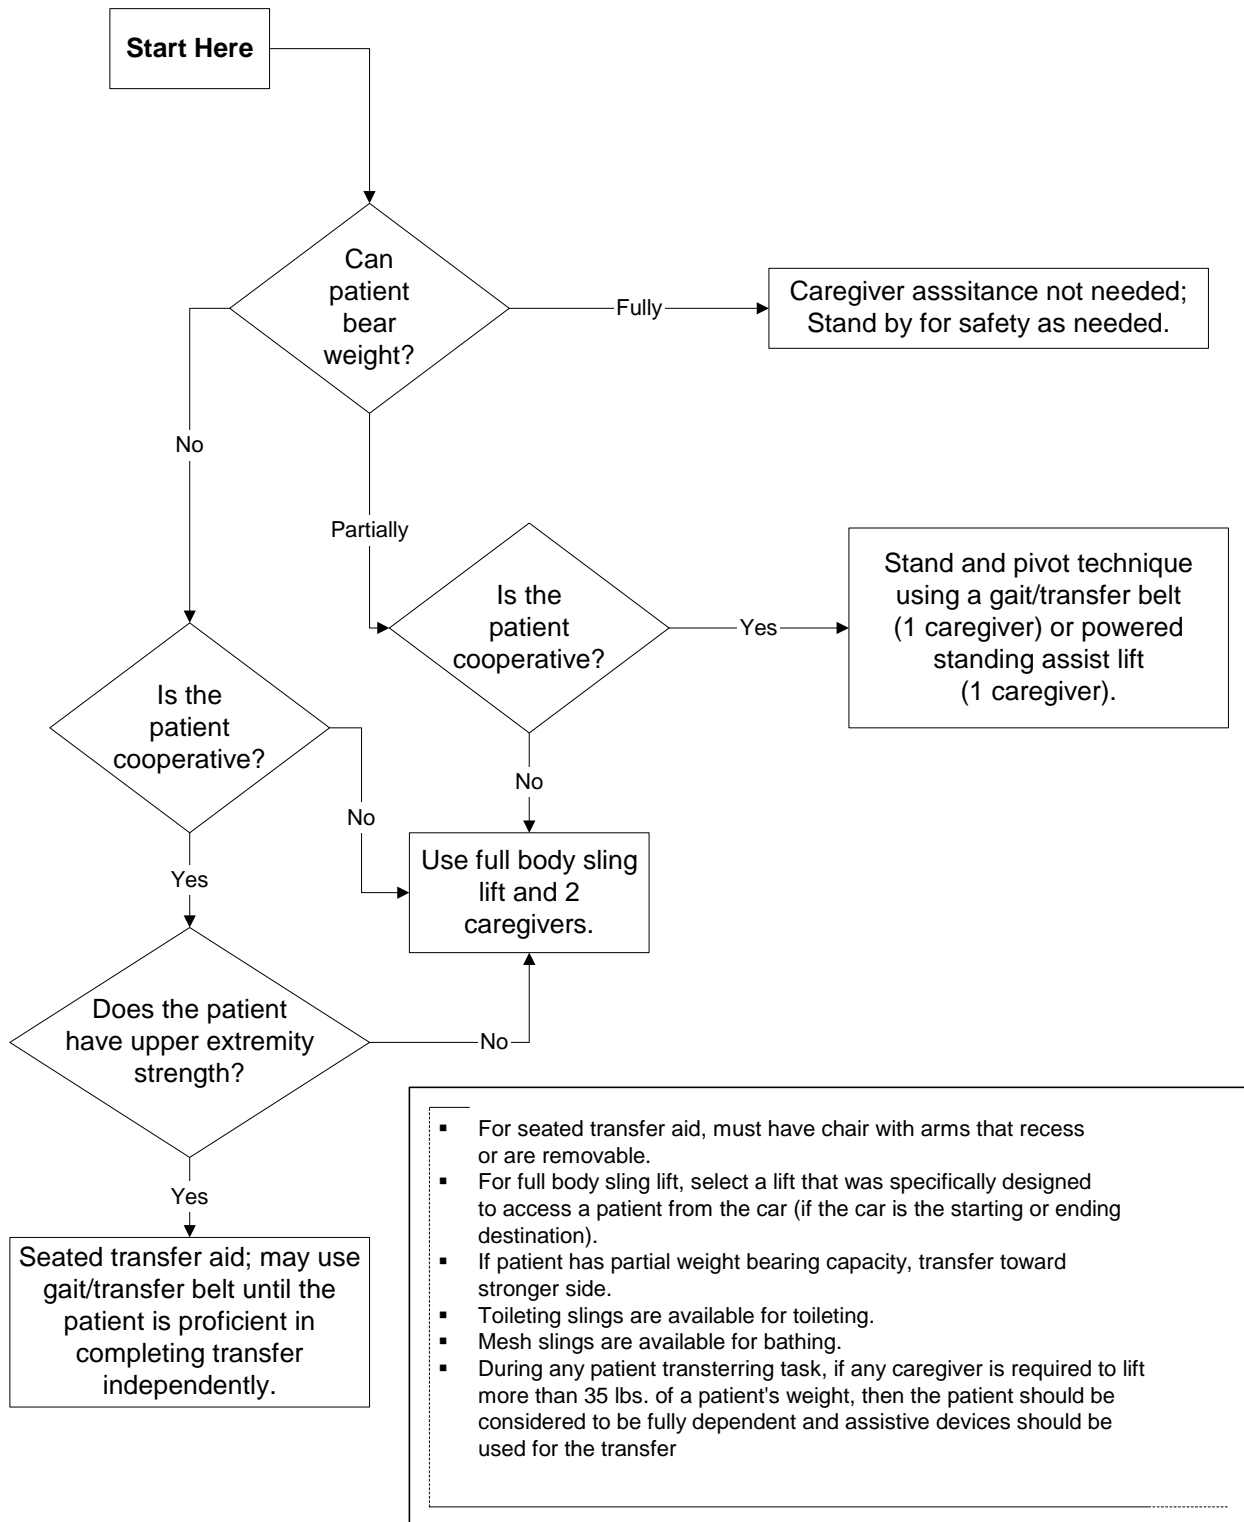 Start Here
Can
patient
bear
weight?
Fully
Caregiver asssitance not needed;
Stand by for safety as needed.
No
Partially
Is the
patient
cooperative?
Yes
Stand and pivot technique
using a gait/transfer belt
(1 caregiver) or powered
standing assist lift
(1 caregiver).
Is the
patient
cooperative?
No
No
Use full body sling
lift and 2
caregivers.
Yes
Does the patient
have upper extremity
strength?
No
Yes
Seated transfer aid; may use
gait/transfer belt until the
patient is proficient in
completing transfer
independently.
▪ For seated transfer aid, must have chair with arms that recess
or are removable.
▪ For full body sling lift, select a lift that was specifically designed
to access a patient from the car (if the car is the starting or ending
destination).
▪ If patient has partial weight bearing capacity, transfer toward
stronger side.
▪ Toileting slings are available for toileting.
▪ Mesh slings are available for bathing.
▪ During any patient transterring task, if any caregiver is required to lift
more than 35 lbs. of a patient's weight, then the patient should be
considered to be fully dependent and assistive devices should be
used for the transfer